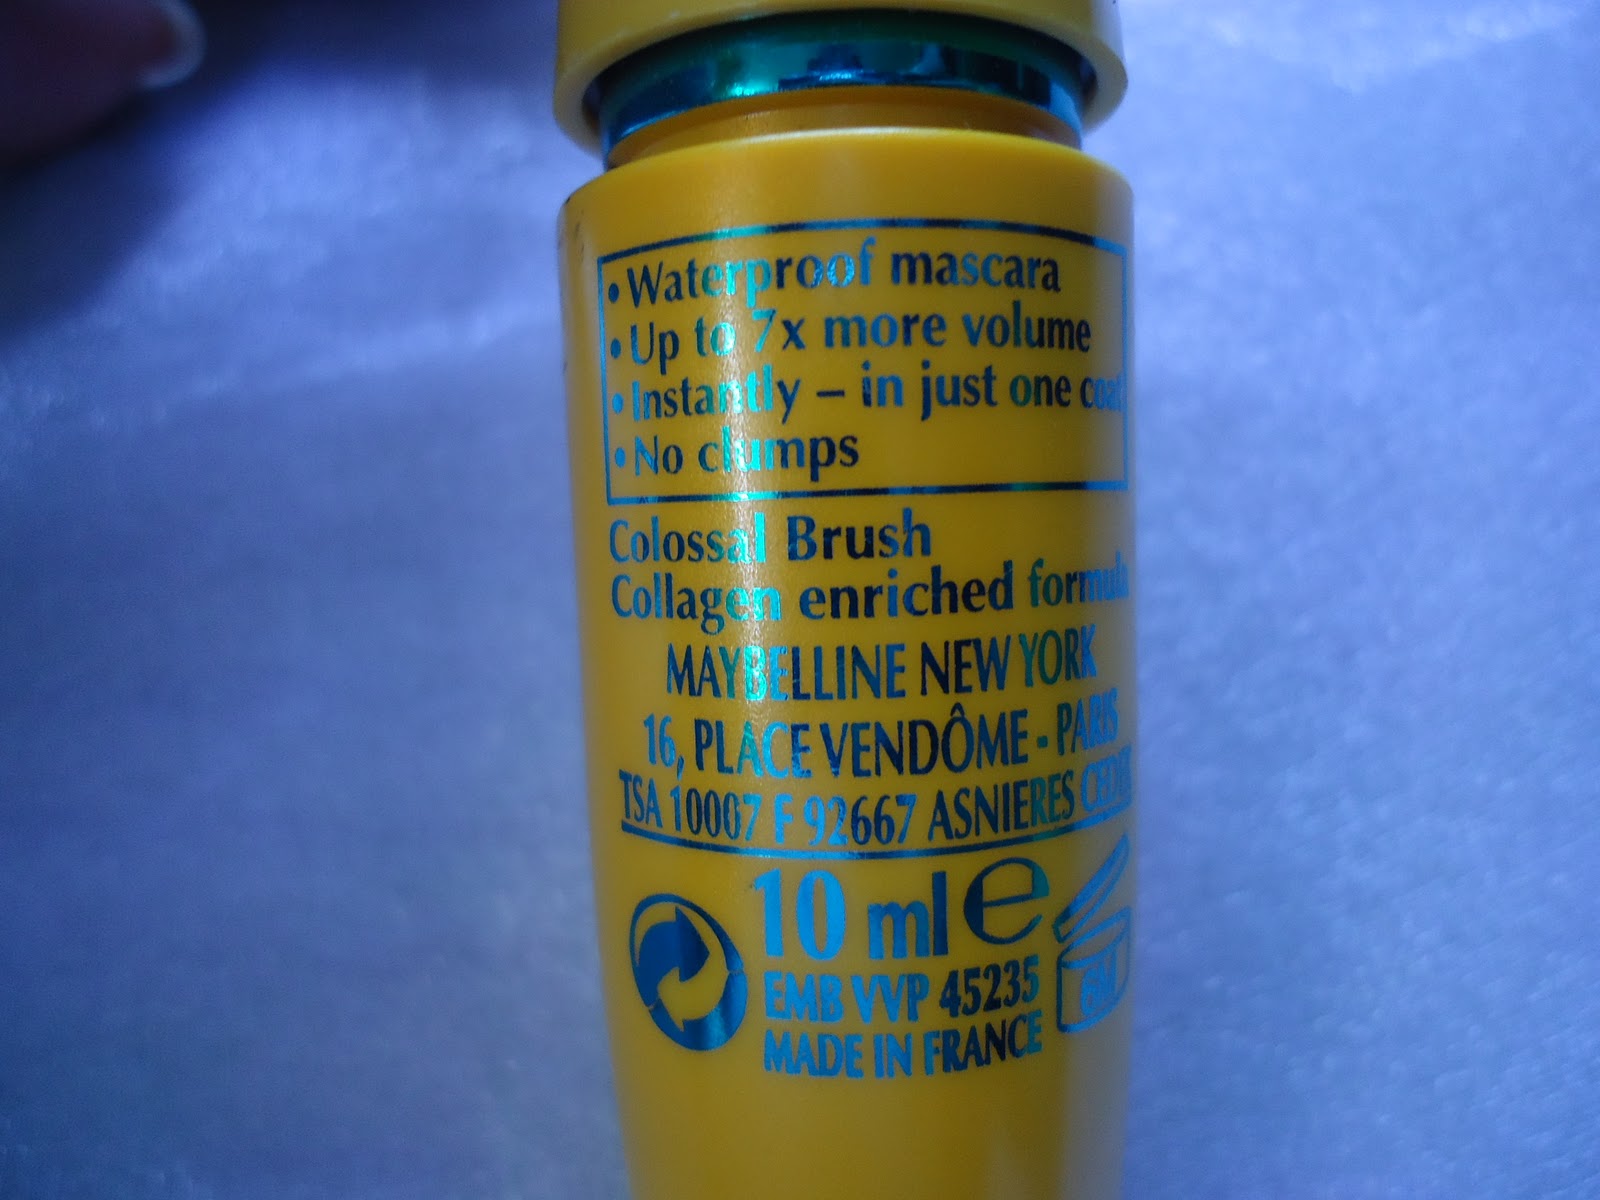 • Waterproof mascara
• Up to 7x more volume
• Instantly – in just one coat
• No clumps
Colossal Brush
Collagen enriched formula
MAYBELLINE NEW YORK
16, PLACE VENDÔME - PARIS
TSA 10007 F 92667 ASNIERES CEDEX
10 ml e
6M
EMB VVP 45235
MADE IN FRANCE